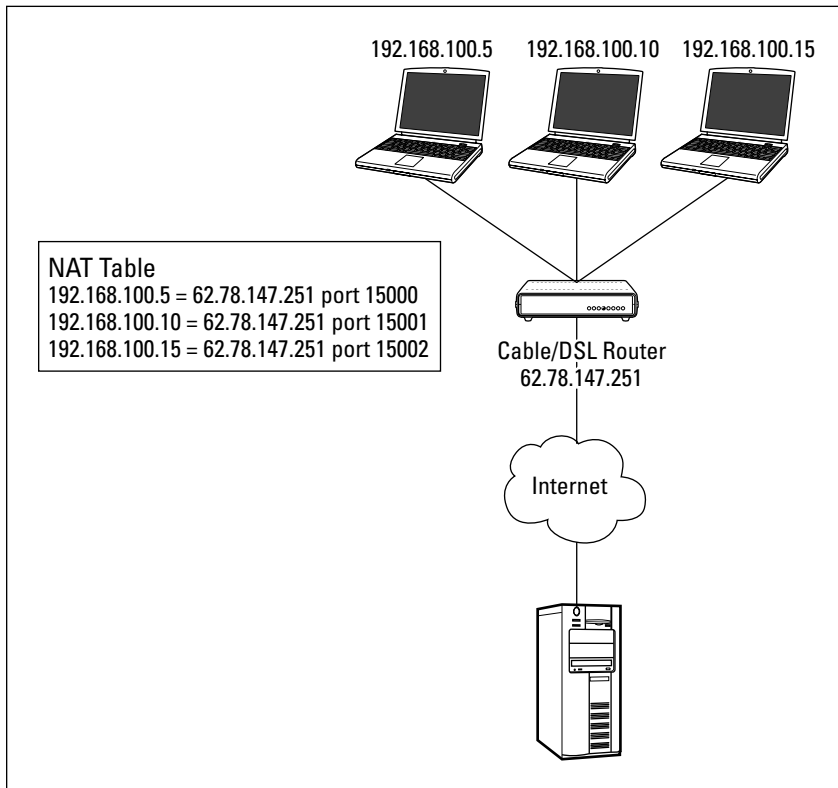 192.168.100.5 192.168.100.10 192.168.100.15
NAT Table
192.168.100.5 = 62.78.147.251 port 15000
192.168.100.10 = 62.78.147.251 port 15001
192.168.100.15 = 62.78.147.251 port 15002
Cable/DSL Router
62.78.147.251
Internet